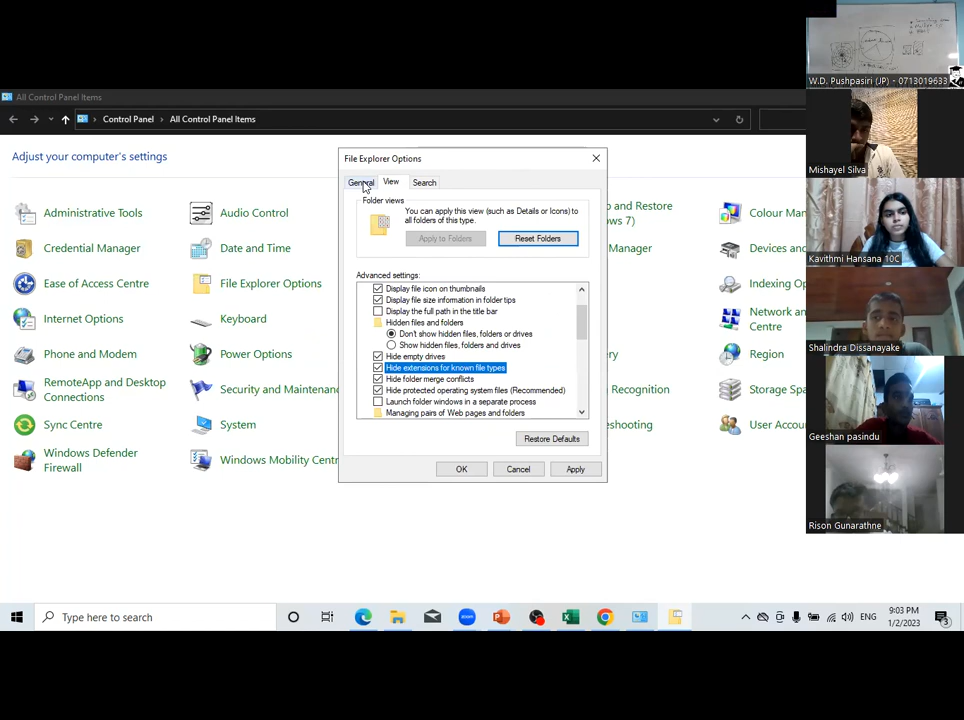 All Control Panel Items
Control Panel
All Control Panel Items
Adjust your computer's settings
Administrative Tools
Audio Control
Credential Manager
Date and Time
Ease of Access Centre
File Explorer Options
Internet Options
Keyboard
Phone and Modem
Power Options
RemoteApp and Desktop
Connections
Security and Maintenance
Sync Centre
System
Windows Defender
Firewall
Windows Mobility Centr
File Explorer Options
General
View
Search
Folder views
You can apply this view (such as Details or Icons) to
all folders of this type.
Apply to Folders
Reset Folders
Advanced settings:
Display file icon on thumbnails
Display file size information in folder tips
Display the full path in the title bar
Hidden files and folders
Don't show hidden files, folders or drives
Show hidden files, folders and drives
Hide empty drives
Hide extensions for known file types
Hide folder merge conflicts
Hide protected operating system files (Recommended)
Launch folder windows in a separate process
Managing pairs of Web pages and folders
Restore Defaults
OK
Cancel
Apply
p and Restore
ows 7)
Manager
Recognition
eshooting
Colour Man
Devices and
Indexing Op
Network an
Centre
Region
Storage Spa
User Accou
W.D. Pushpasiri (JP) - 0713019633
Mishayel Silva
Kavithmi Hansana 10C
Shalindra Dissanayake
Geeshan pasindu
Rison Gunarathne
Type here to search
zoom
ENG
9:03 PM
1/2/2023
3